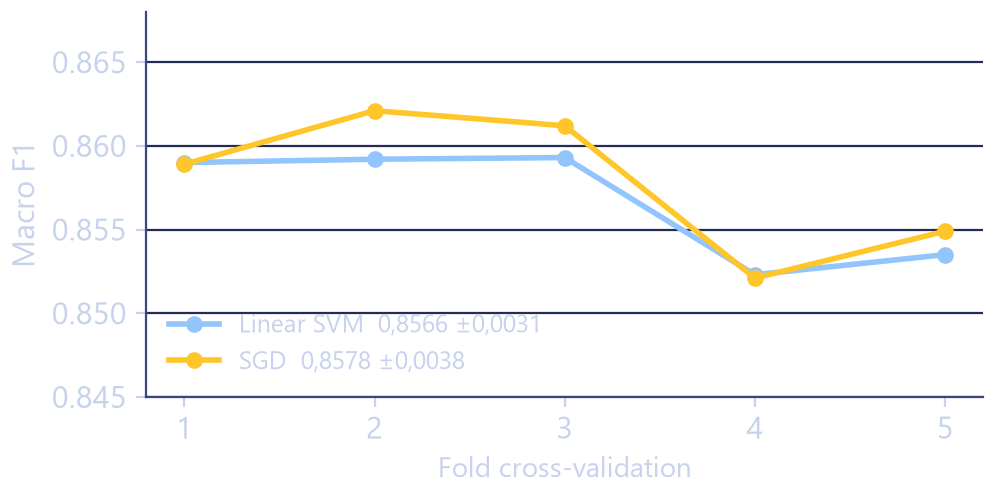 Macro F1
0.865
0.860
0.855
0.850
0.845
Linear SVM  0,8566 ±0,0031
SGD  0,8578 ±0,0038
1 2 3 4 5
Fold cross-validation